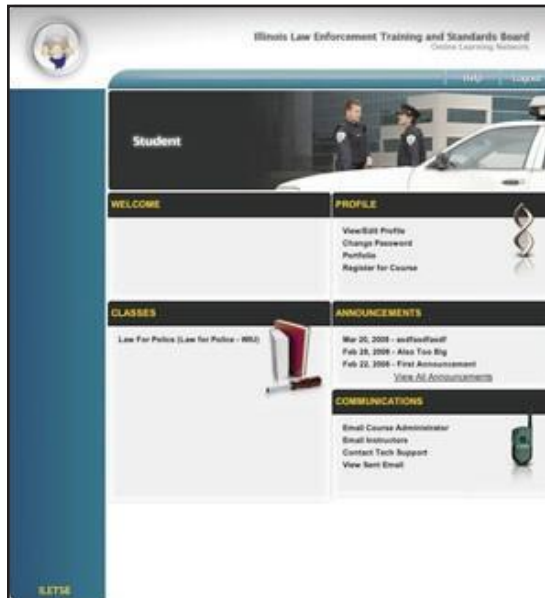 Illinois Law Enforcement Training and Standards Board
Online Learning Network
Help | Logout
Student
WELCOME
PROFILE
View/Edit Profile
Change Password
Portfolio
Register for Course
CLASSES
Law For Police (Law for Police - MRJ)
ANNOUNCEMENTS
Mar 20, 2008 - asdfasdfasdf
Feb 28, 2008 - Also Too Big
Feb 22, 2008 - First Announcement
View All Announcements
COMMUNICATIONS
Email Course Administrator
Email Instructors
Contact Tech Support
View Sent Email
ILETSB